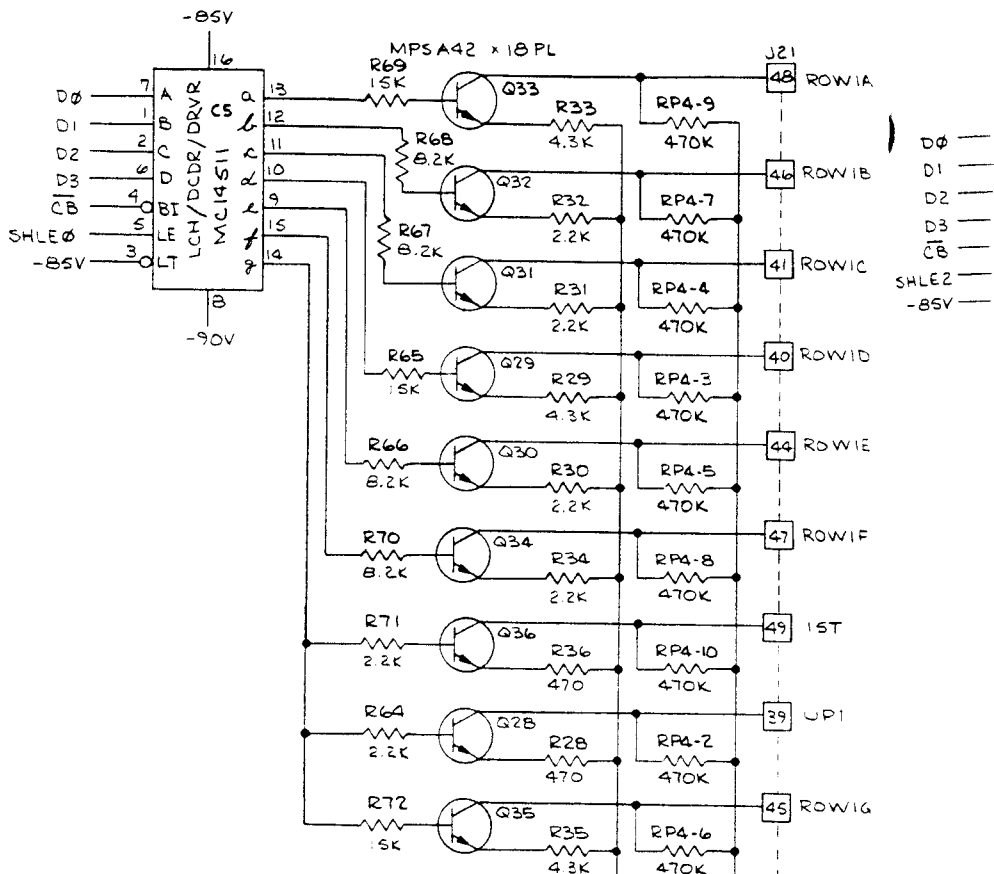 -85V
16
LCH/DCDR/DRVR
MC14511
C5
D0 7 A
D1 1 B
D2 2 C
D3 6 D
CB 4 BI
SHLE0 5 LE
-85V 3 LT
8
-90V
a 13
b 12
c 11
d 10
e 9
f 15
g 14
MPSA42 x 18 PL
J21
R69
15K
Q33
R33
4.3K
RP4-9
470K
48 ROW1A
R68
8.2K
Q32
R32
2.2K
RP4-7
470K
46 ROW1B
R67
8.2K
Q31
R31
2.2K
RP4-4
470K
41 ROW1C
R65
15K
Q29
R29
4.3K
RP4-3
470K
40 ROW1D
R66
8.2K
Q30
R30
2.2K
RP4-5
470K
44 ROW1E
R70
8.2K
Q34
R34
2.2K
RP4-8
470K
47 ROW1F
R71
2.2K
Q36
R36
470
RP4-10
470K
49 1ST
R64
2.2K
Q28
R28
470
RP4-2
470K
39 UP1
R72
15K
Q35
R35
4.3K
RP4-6
470K
45 ROW1G
D0
D1
D2
D3
CB
SHLE2
-85V